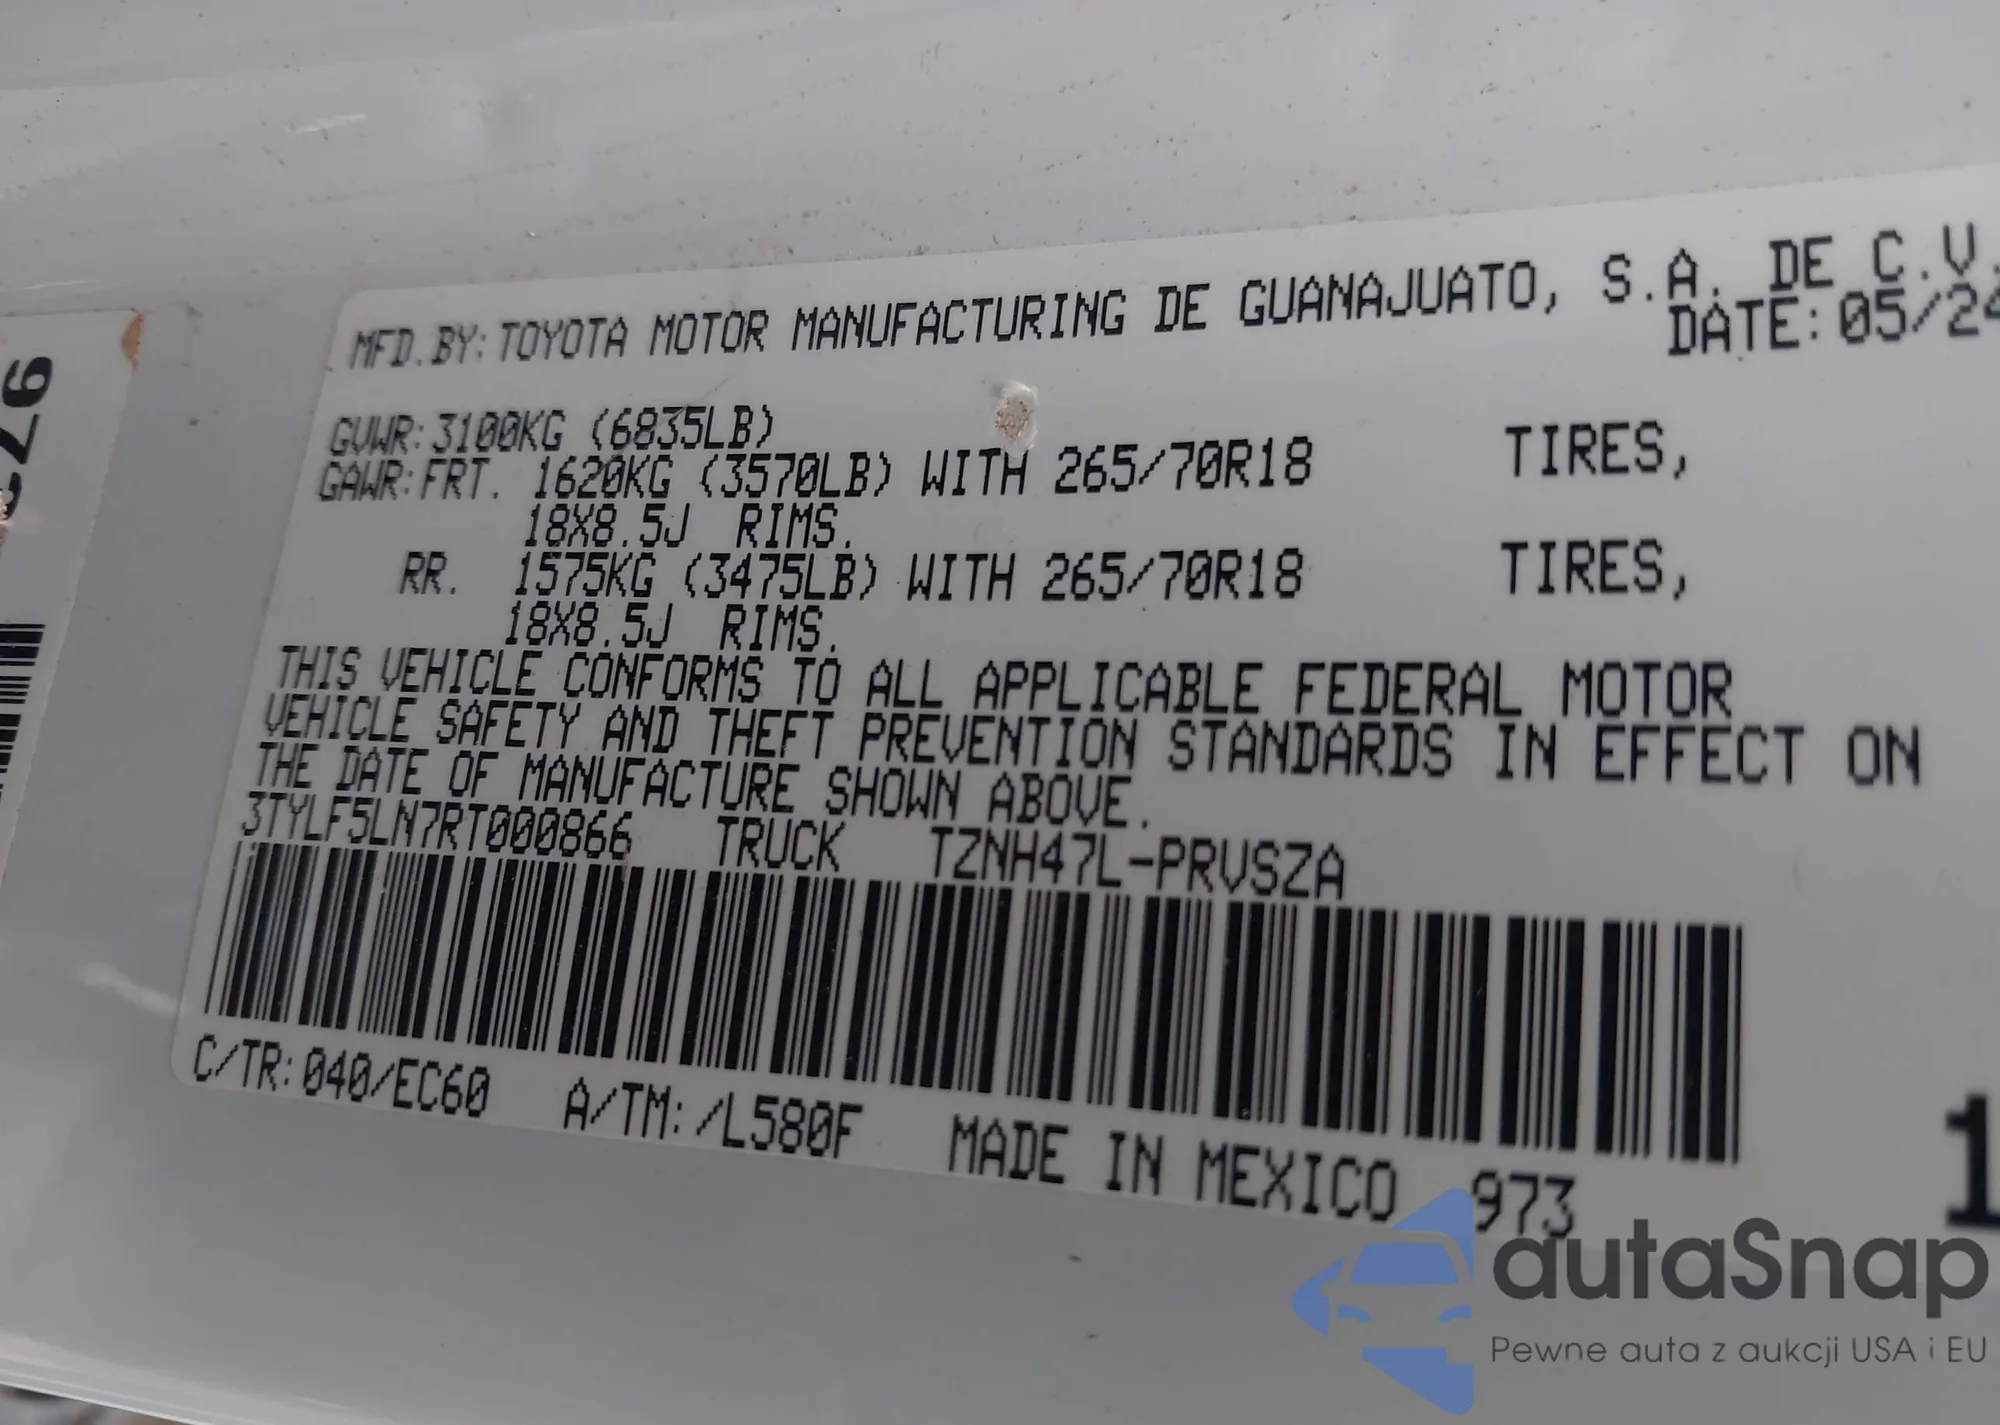 MFD.BY:TOYOTA MOTOR MANUFACTURING DE GUANAJUATO, S.A. DE C.V.
DATE:05/24
GVWR:3100KG (6835LB)
GAWR:FRT. 1620KG (3570LB) WITH 265/70R18 TIRES,
18X8.5J RIMS.
RR. 1575KG (3475LB) WITH 265/70R18 TIRES,
18X8.5J RIMS.
THIS VEHICLE CONFORMS TO ALL APPLICABLE FEDERAL MOTOR
VEHICLE SAFETY AND THEFT PREVENTION STANDARDS IN EFFECT ON
THE DATE OF MANUFACTURE SHOWN ABOVE.
3TYLF5LN7RT000866 TRUCK TZNH47L-PRVSZA
C/TR:040/EC60 A/TM:/L580F MADE IN MEXICO 973
1
autaSnap
Pewne auta z aukcji USA i EU